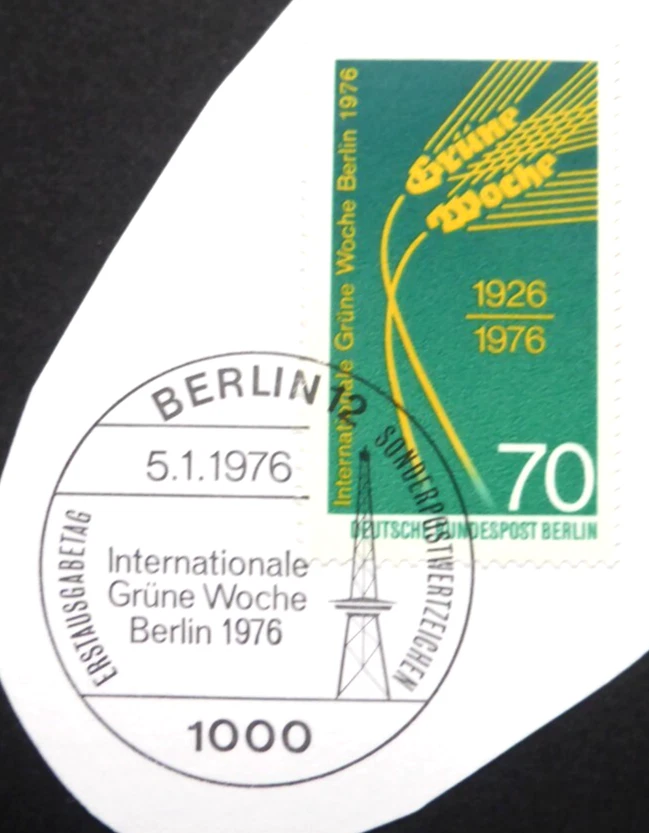 Internationale Grüne Woche Berlin 1976
Grüne
Woche
1926
1976
70
DEUTSCHE BUNDESPOST BERLIN
BERLIN 12
5.1.1976
ERSTAUSGABETAG
SONDERPOSTWERTZEICHEN
Internationale
Grüne Woche
Berlin 1976
1000